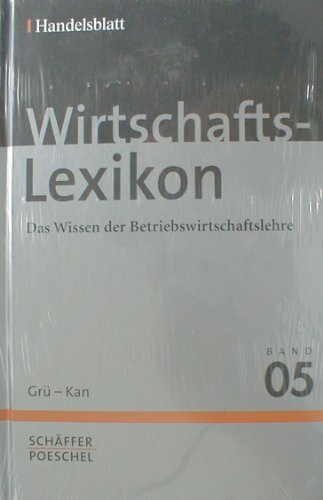 Handelsblatt
Wirtschafts-
Lexikon
Das Wissen der Betriebswirtschaftslehre
BAND
05
Grü – Kan
SCHÄFFER
POESCHEL